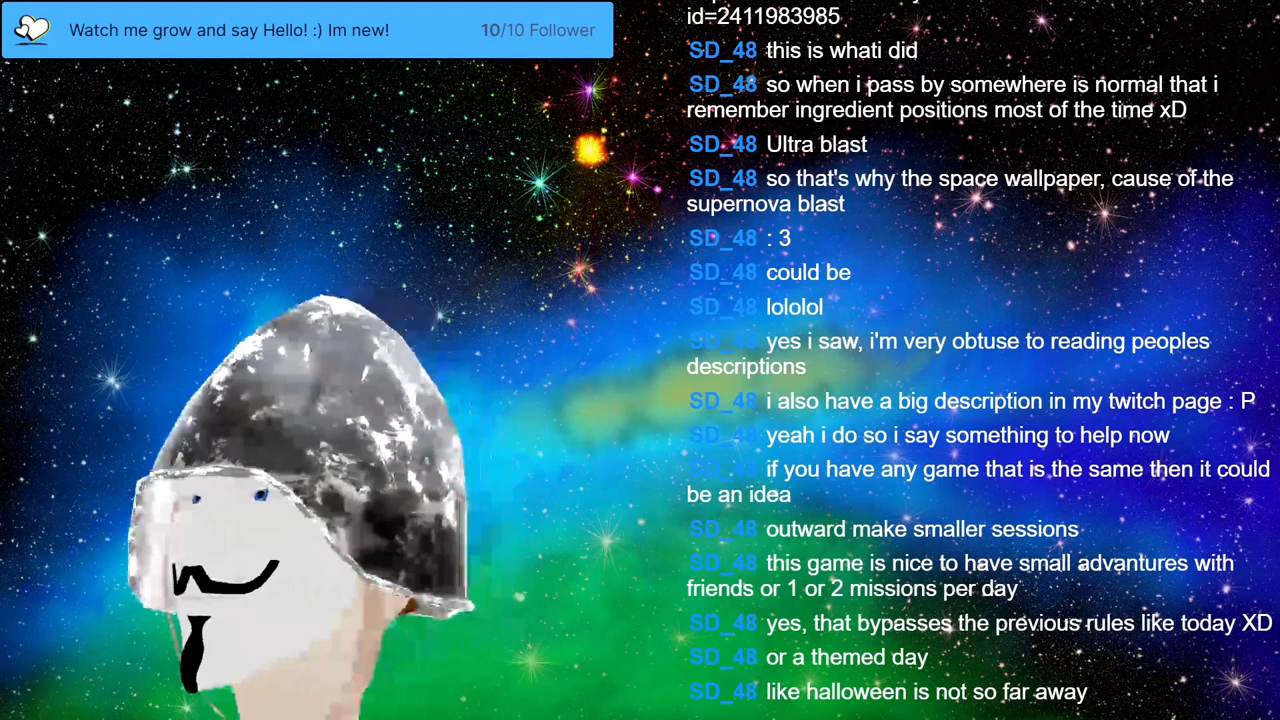 Watch me grow and say Hello! :) Im new!
10/10 Follower
id=2411983985
SD_48 this is whati did
SD_48 so when i pass by somewhere is normal that i
remember ingredient positions most of the time xD
SD_48 Ultra blast
SD_48 so that's why the space wallpaper, cause of the
supernova blast
SD_48 : 3
SD_48 could be
SD_48 lololol
SD_48 yes i saw, i'm very obtuse to reading peoples
descriptions
SD_48 i also have a big description in my twitch page : P
SD_48 yeah i do so i say something to help now
SD_48 if you have any game that is the same then it could
be an idea
SD_48 outward make smaller sessions
SD_48 this game is nice to have small advantures with
friends or 1 or 2 missions per day
SD_48 yes, that bypasses the previous rules like today XD
SD_48 or a themed day
SD_48 like halloween is not so far away